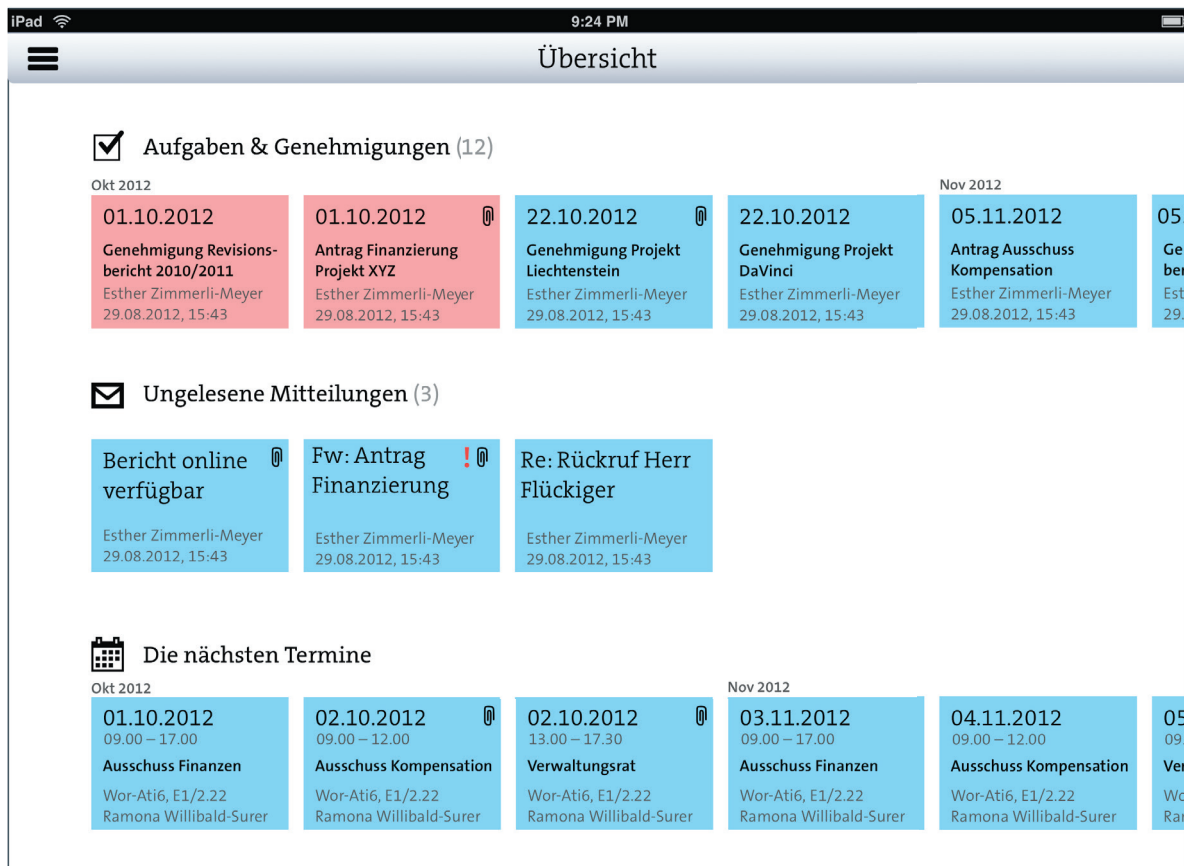 iPad 9:24 PM
Übersicht
Aufgaben & Genehmigungen (12)
Okt 2012
01.10.2012
Genehmigung Revisions-
bericht 2010/2011
Esther Zimmerli-Meyer
29.08.2012, 15:43
01.10.2012
Antrag Finanzierung
Projekt XYZ
Esther Zimmerli-Meyer
29.08.2012, 15:43
22.10.2012
Genehmigung Projekt
Liechtenstein
Esther Zimmerli-Meyer
29.08.2012, 15:43
22.10.2012
Genehmigung Projekt
DaVinci
Esther Zimmerli-Meyer
29.08.2012, 15:43
Nov 2012
05.11.2012
Antrag Ausschuss
Kompensation
Esther Zimmerli-Meyer
29.08.2012, 15:43
05.
Ge
ber
Est
29.
Ungelesene Mitteilungen (3)
Bericht online
verfügbar
Esther Zimmerli-Meyer
29.08.2012, 15:43
Fw: Antrag !
Finanzierung
Esther Zimmerli-Meyer
29.08.2012, 15:43
Re: Rückruf Herr
Flückiger
Esther Zimmerli-Meyer
29.08.2012, 15:43
Die nächsten Termine
Okt 2012
01.10.2012
09.00 – 17.00
Ausschuss Finanzen
Wor-Ati6, E1/2.22
Ramona Willibald-Surer
02.10.2012
09.00 – 12.00
Ausschuss Kompensation
Wor-Ati6, E1/2.22
Ramona Willibald-Surer
02.10.2012
13.00 – 17.30
Verwaltungsrat
Wor-Ati6, E1/2.22
Ramona Willibald-Surer
Nov 2012
03.11.2012
09.00 – 17.00
Ausschuss Finanzen
Wor-Ati6, E1/2.22
Ramona Willibald-Surer
04.11.2012
09.00 – 12.00
Ausschuss Kompensation
Wor-Ati6, E1/2.22
Ramona Willibald-Surer
05
09.
Ver
Wo
Ran